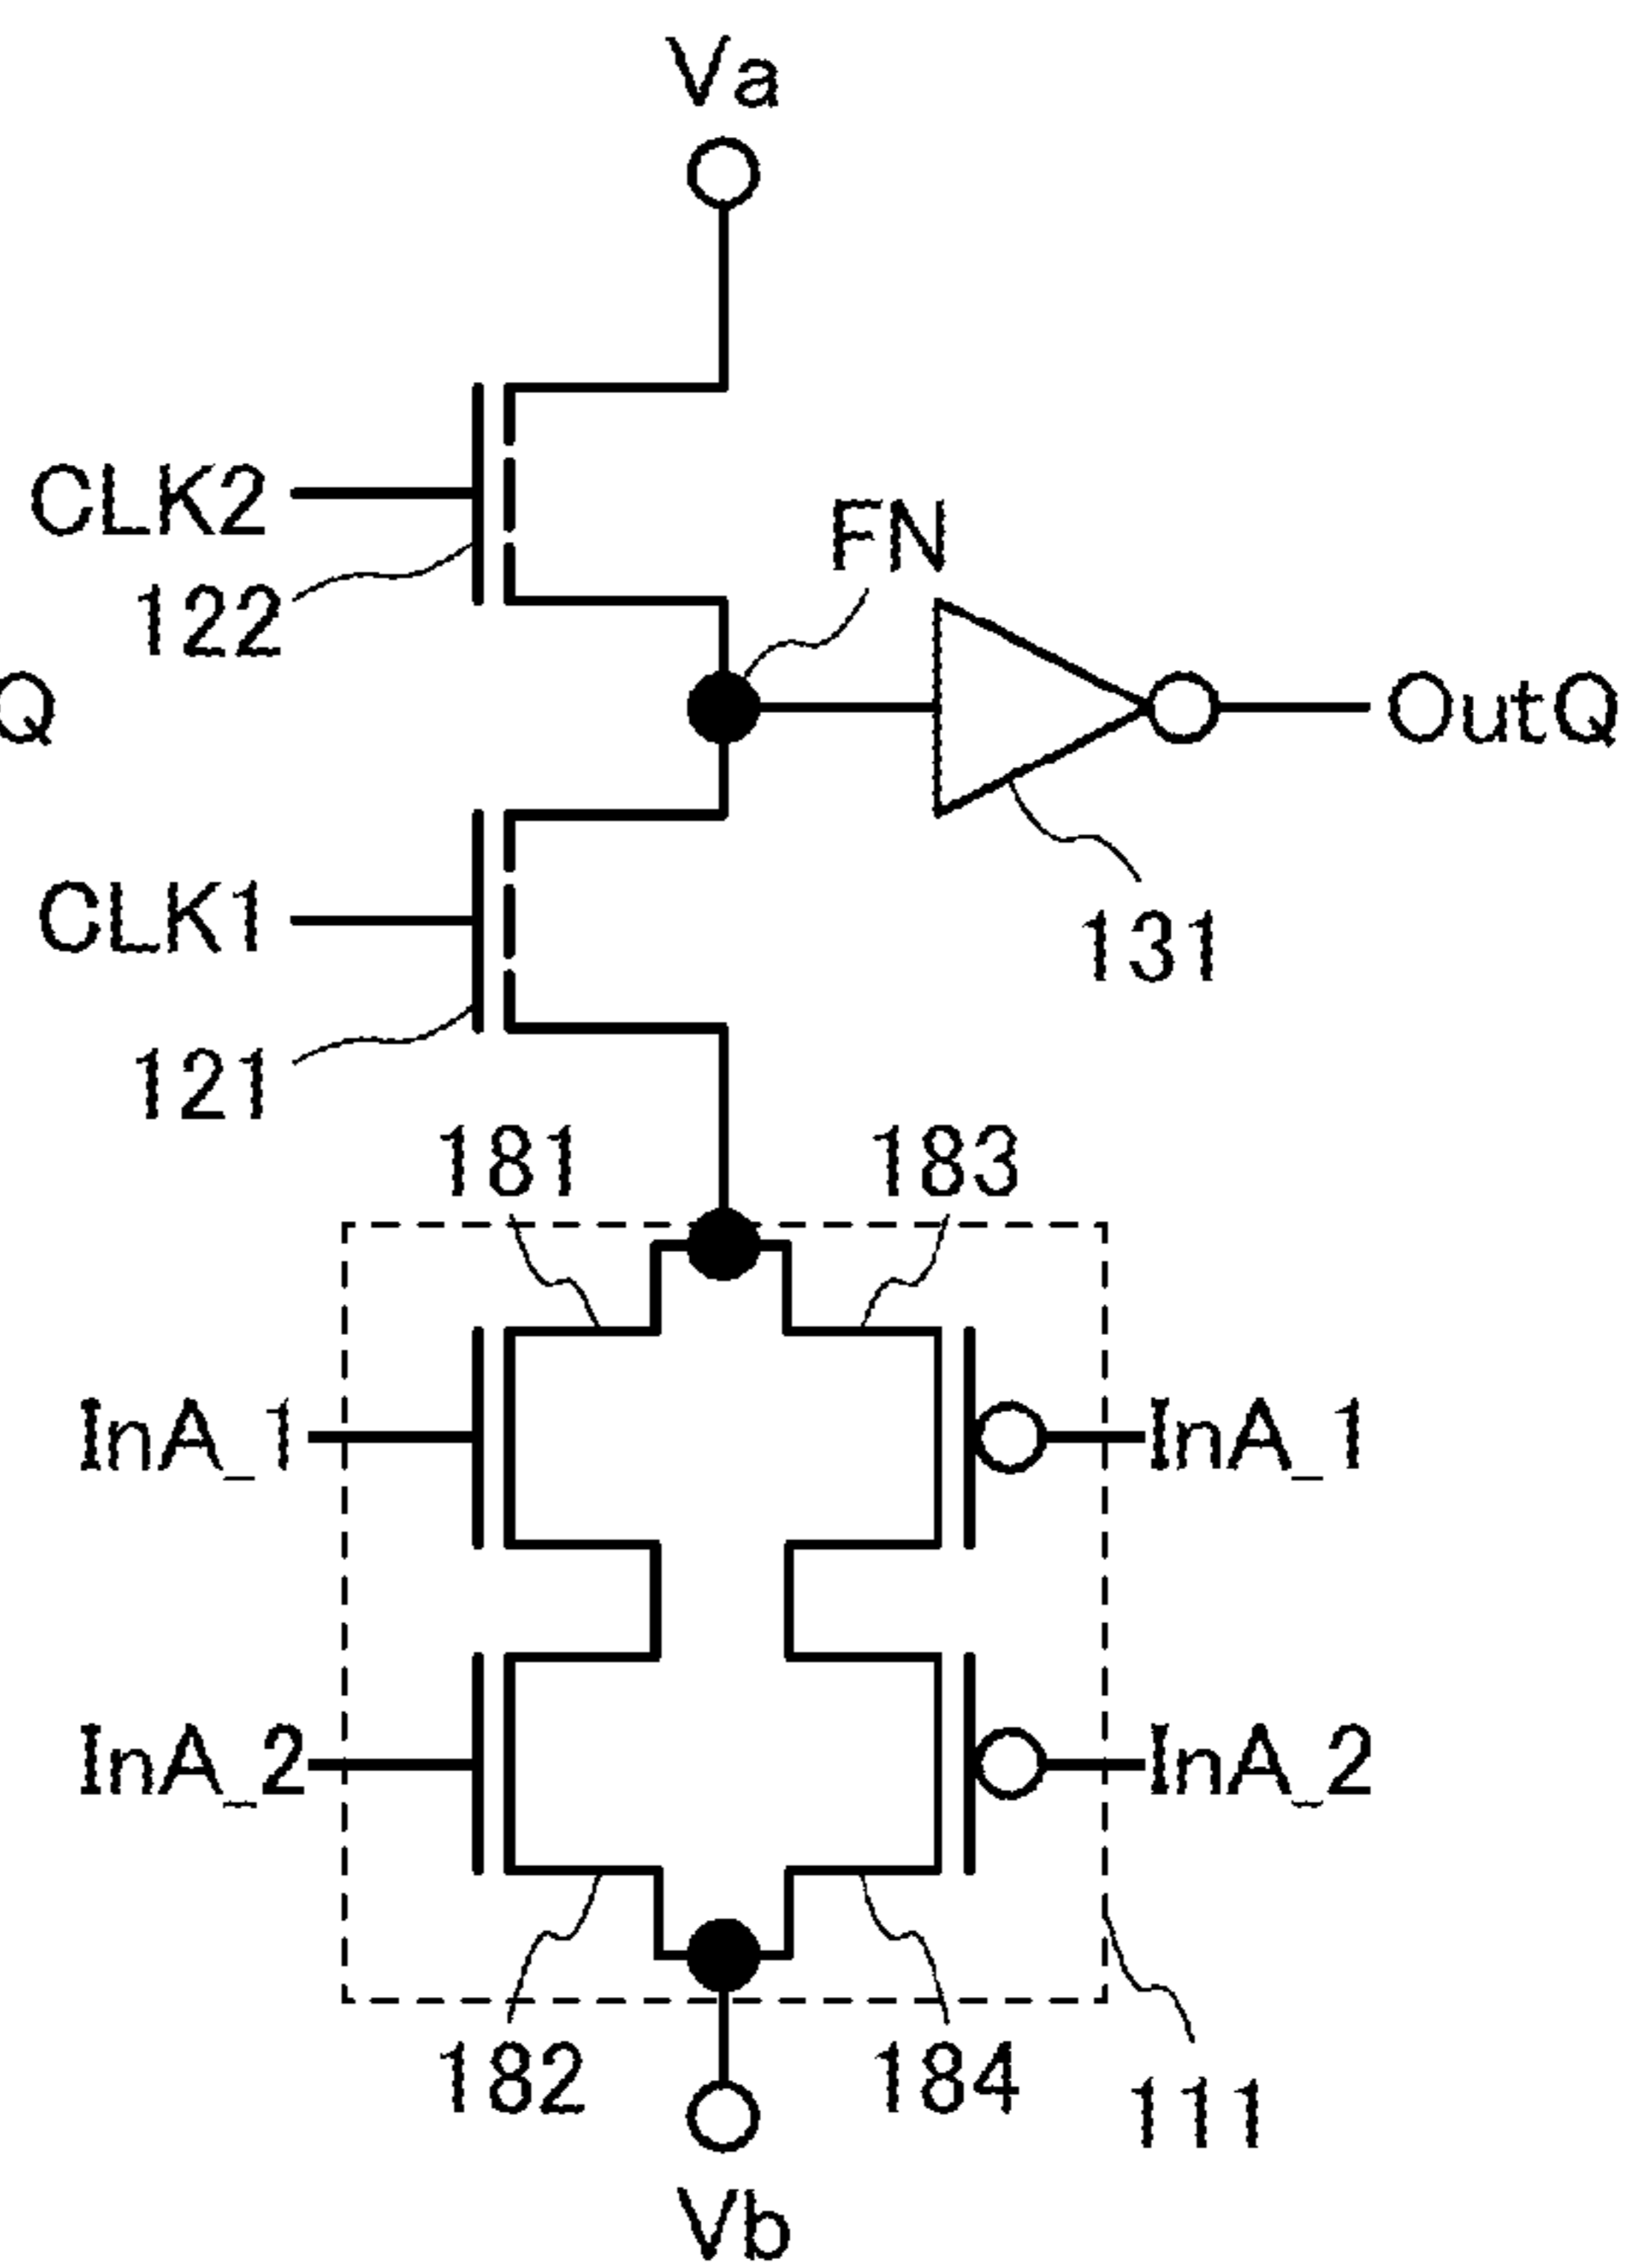 Va
CLK2
122
FN
Q
OutQ
CLK1
131
121
181
183
InA_1
InA_1
InA_2
InA_2
182
184
111
Vb